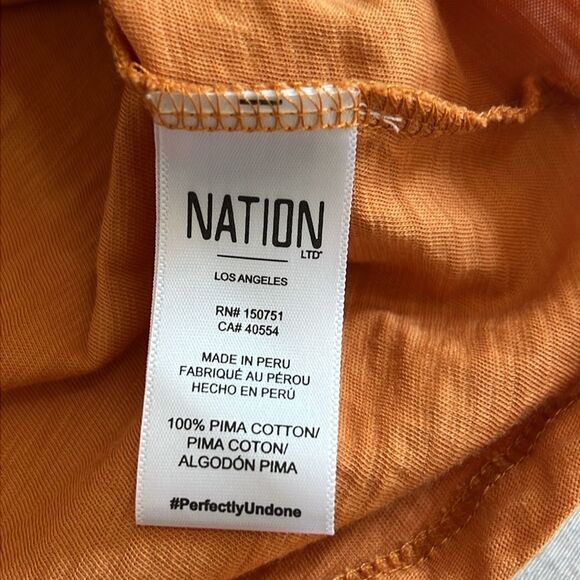 NATION
LTD
LOS ANGELES
RN# 150751
CA# 40554
MADE IN PERU
FABRIQUÉ AU PÉROU
HECHO EN PERÚ
100% PIMA COTTON/
PIMA COTON/
ALGODÓN PIMA
#PerfectlyUndone